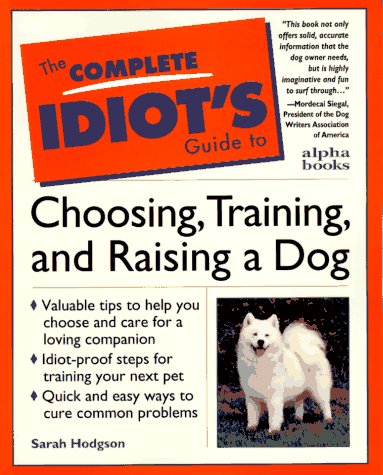 The COMPLETE
IDIOT'S
Guide to
"This book not only
offers solid, accurate
information that the
dog owner needs,
but is highly
imaginative and fun
to surf through..."
—Mordecai Siegal,
President of the Dog
Writers Association
of America
alpha
books
Choosing, Training,
and Raising a Dog
♦ Valuable tips to help you
choose and care for a
loving companion
♦ Idiot-proof steps for
training your next pet
♦ Quick and easy ways to
cure common problems
Sarah Hodgson